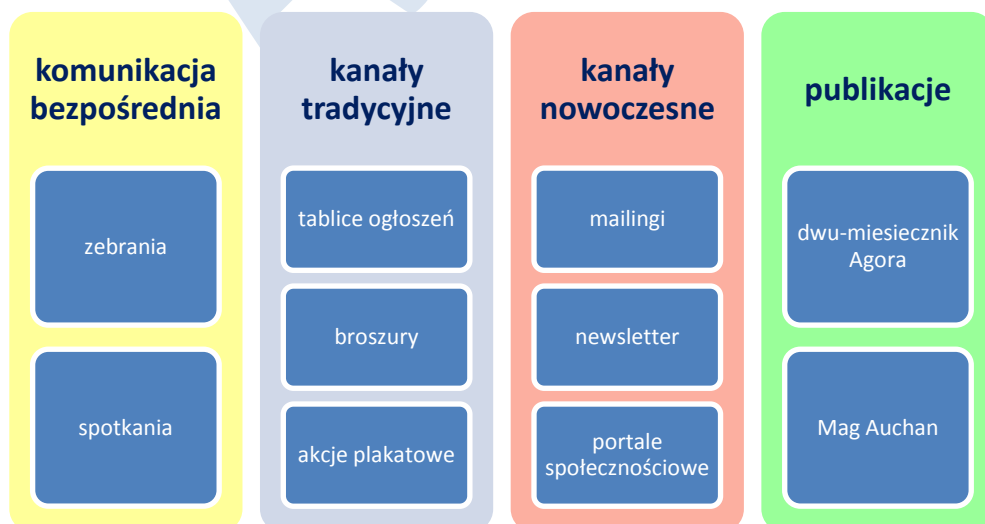 komunikacja
bezpośrednia
zebrania
spotkania
kanały
tradycyjne
tablice ogłoszeń
broszury
akcje plakatowe
kanały
nowoczesne
mailingi
newsletter
portale
społecznościowe
publikacje
dwu-miesiecznik
Agora
Mag Auchan